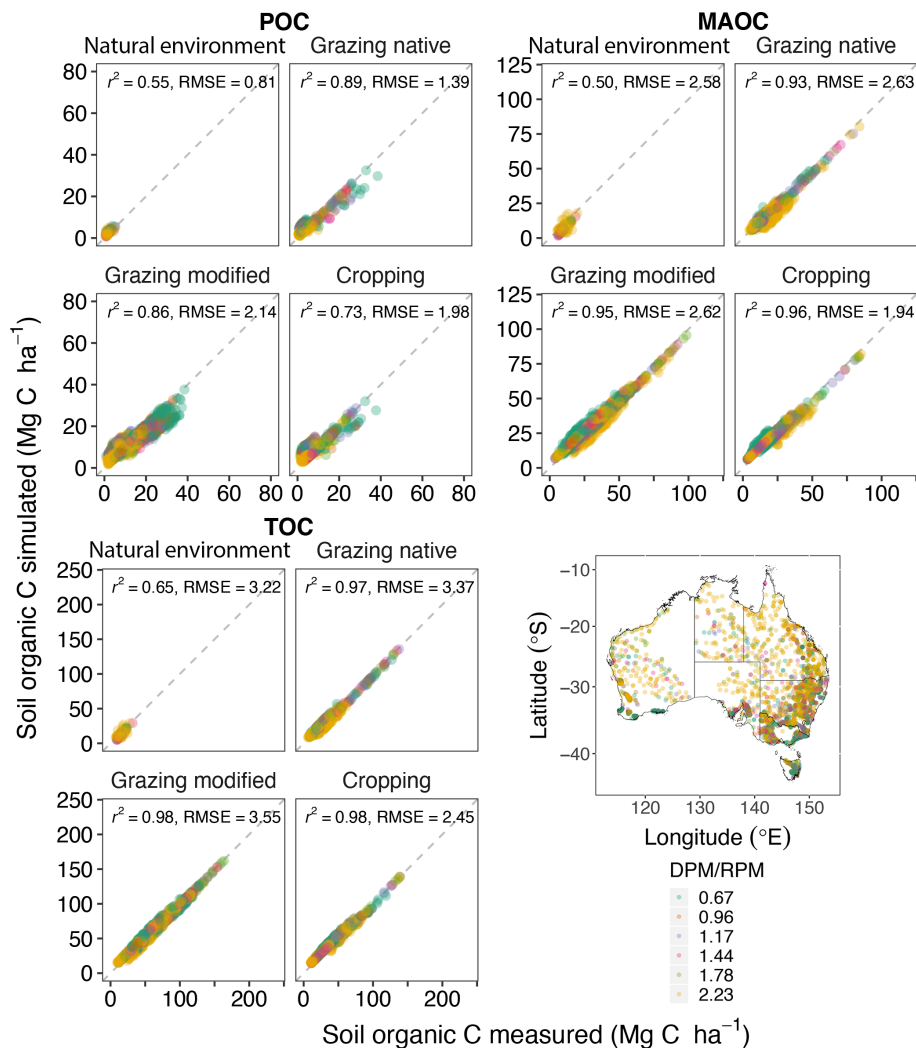 POC
MAOC
Natural environment
Grazing native
Natural environment
Grazing native
80
60
40
20
0
r² = 0.55, RMSE = 0.81
r² = 0.89, RMSE = 1.39
125
100
75
50
25
0
r² = 0.50, RMSE = 2.58
r² = 0.93, RMSE = 2.63
Grazing modified
Cropping
Grazing modified
Cropping
80
60
40
20
0
r² = 0.86, RMSE = 2.14
r² = 0.73, RMSE = 1.98
125
100
75
50
25
0
r² = 0.95, RMSE = 2.62
r² = 0.96, RMSE = 1.94
0 20 40 60 80
0 20 40 60 80
0 50 100
0 50 100
Soil organic C simulated (Mg C ha⁻¹)
TOC
Natural environment
Grazing native
250
200
150
100
50
0
r² = 0.65, RMSE = 3.22
r² = 0.97, RMSE = 3.37
Grazing modified
Cropping
250
200
150
100
50
0
r² = 0.98, RMSE = 3.55
r² = 0.98, RMSE = 2.45
0 100 200
0 100 200
Soil organic C measured (Mg C ha⁻¹)
−10
−20
−30
−40
Latitude (°S)
120 130 140 150
Longitude (°E)
DPM/RPM
0.67
0.96
1.17
1.44
1.78
2.23